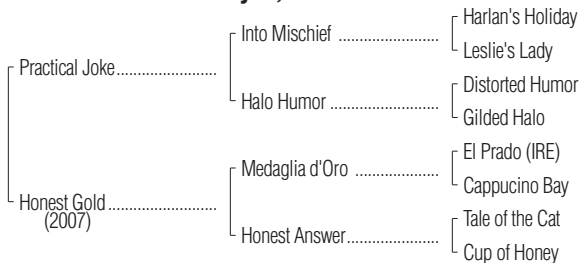 Harlan's Holiday
Into Mischief ........................
Leslie's Lady
Practical Joke........................
Distorted Humor
Halo Humor ..........................
Gilded Halo
El Prado (IRE)
Medaglia d'Oro ....................
Cappucino Bay
Honest Gold..........................
(2007)
Tale of the Cat
Honest Answer......................
Cup of Honey